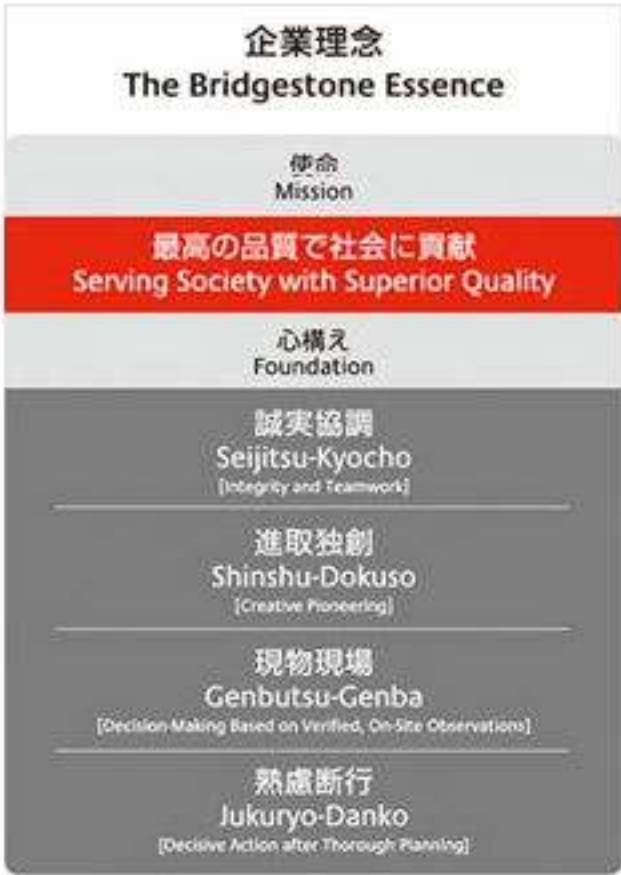 企業理念
The Bridgestone Essence
使命
Mission
最高の品質で社会に貢献
Serving Society with Superior Quality
心構え
Foundation
誠実協調
Seijitsu-Kyocho
[Integrity and Teamwork]
進取独創
Shinshu-Dokuso
[Creative Pioneering]
現物現場
Genbutsu-Genba
[Decision-Making Based on Verified, On-Site Observations]
熟慮断行
Jukuryo-Danko
[Decisive Action after Thorough Planning]